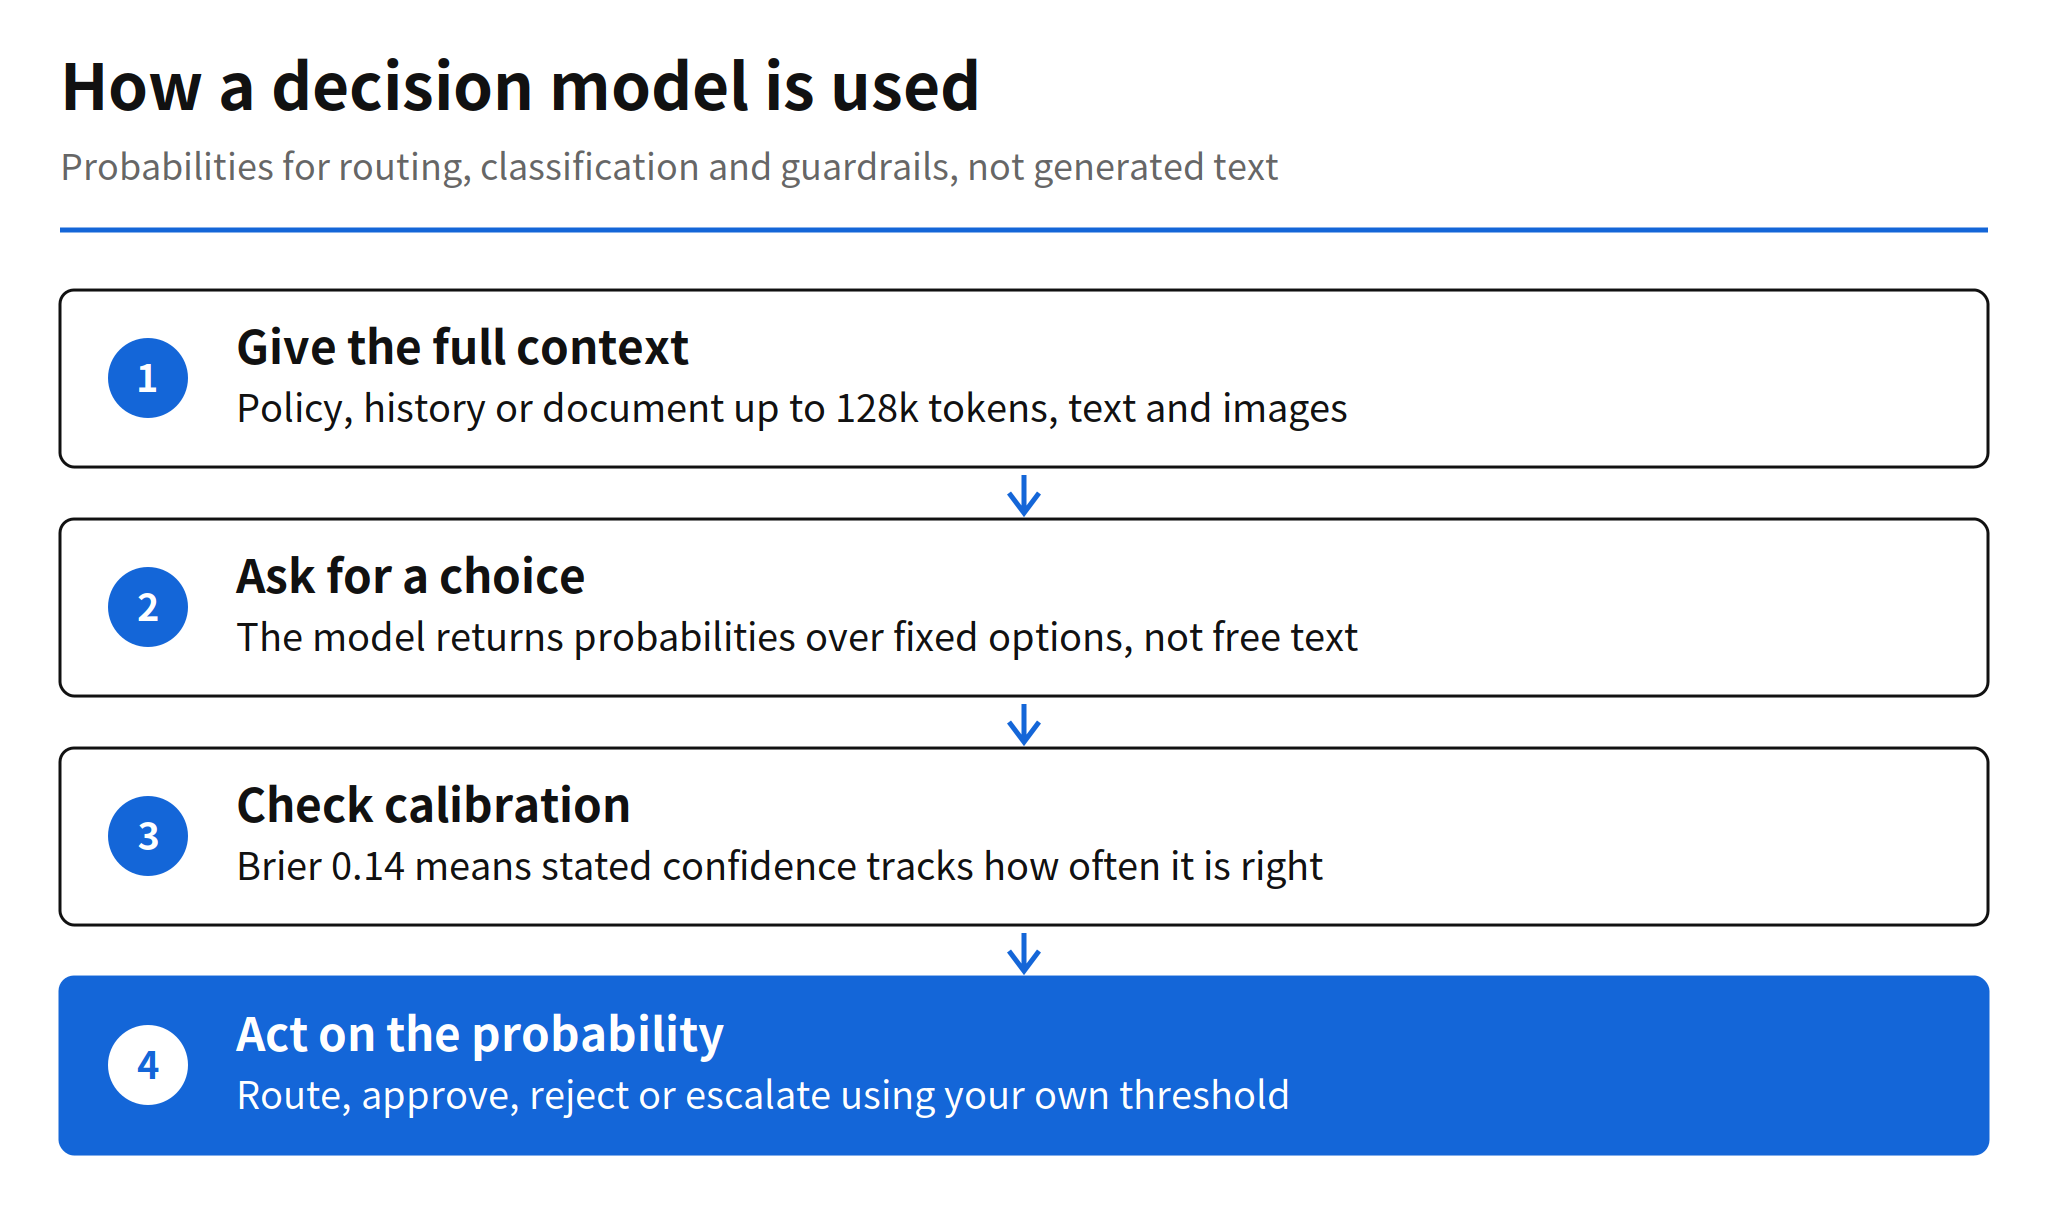 How a decision model is used
Probabilities for routing, classification and guardrails, not generated text
1
Give the full context
Policy, history or document up to 128k tokens, text and images
2
Ask for a choice
The model returns probabilities over fixed options, not free text
3
Check calibration
Brier 0.14 means stated confidence tracks how often it is right
4
Act on the probability
Route, approve, reject or escalate using your own threshold